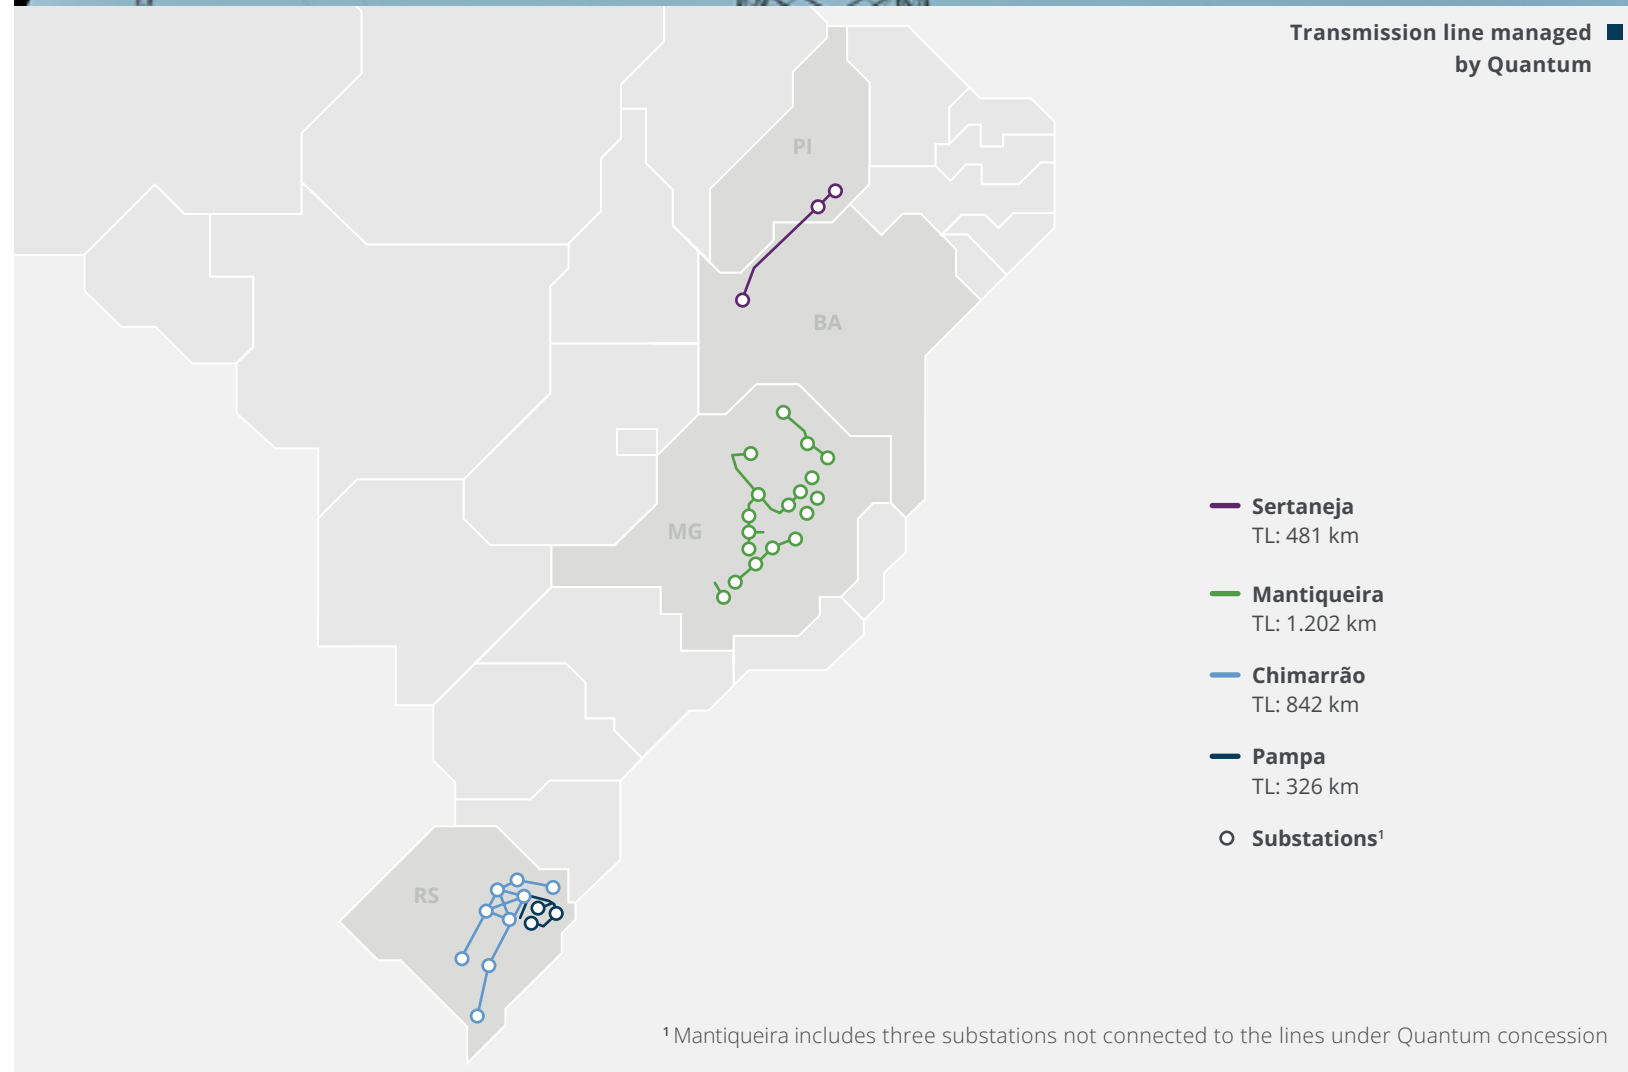 Transmission line managed
by Quantum
PI
BA
MG
RS
Sertaneja
TL: 481 km
Mantiqueira
TL: 1.202 km
Chimarrão
TL: 842 km
Pampa
TL: 326 km
Substations¹
¹ Mantiqueira includes three substations not connected to the lines under Quantum concession